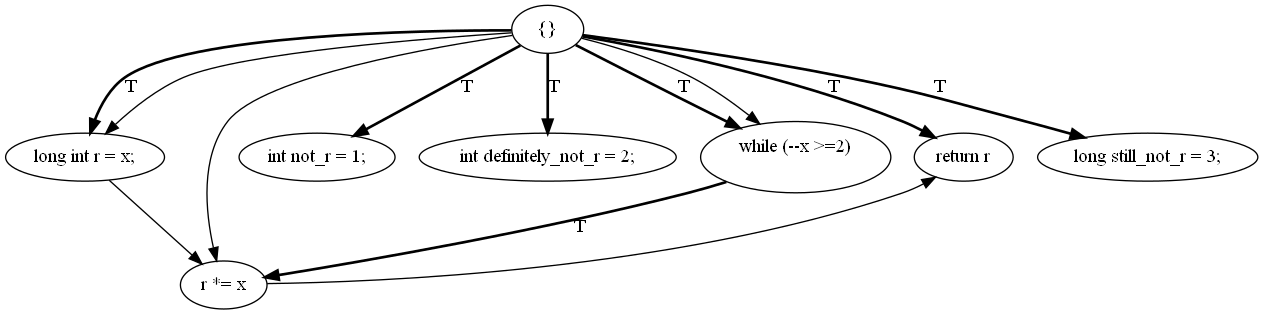 {}
T
T
T
T
T
T
long int r = x;
int not_r = 1;
int definitely_not_r = 2;
while (--x >=2)
return r
long still_not_r = 3;
T
r *= x